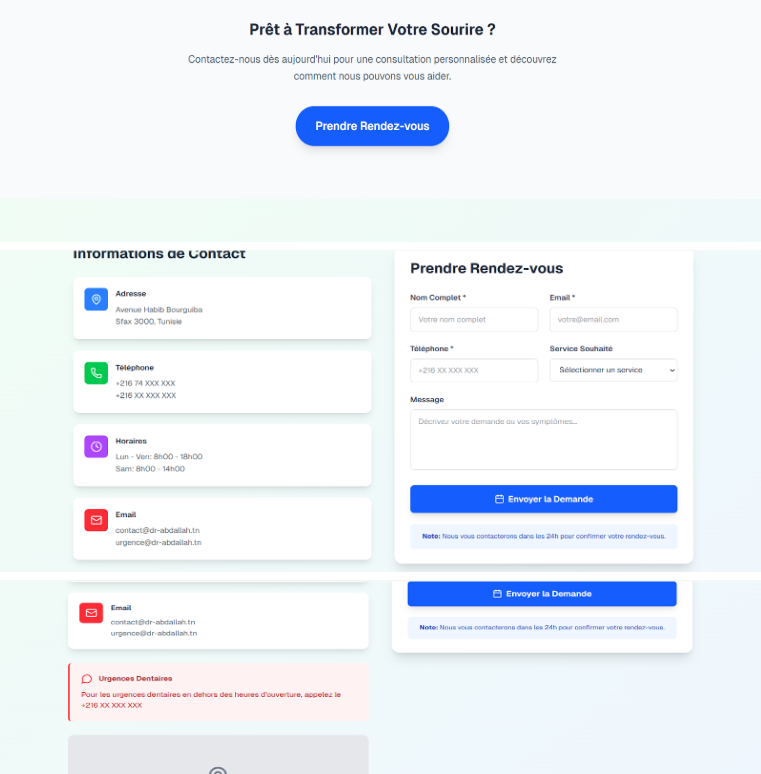 Prêt à Transformer Votre Sourire ?
Contactez-nous dès aujourd'hui pour une consultation personnalisée et découvrez
comment nous pouvons vous aider.
Prendre Rendez-vous
Informations de Contact
Adresse
Avenue Habib Bourguiba
Sfax 3000, Tunisie
Téléphone
+216 74 XXX XXX
+216 XX XXX XXX
Horaires
Lun - Ven: 8h00 - 18h00
Sam: 8h00 - 14h00
Email
contact@dr-abdallah.tn
urgence@dr-abdallah.tn
Prendre Rendez-vous
Nom Complet *
Email *
Votre nom complet
votre@email.com
Téléphone *
Service Souhaité
+216 XX XXX XXX
Sélectionner un service
Message
Décrivez votre demande ou vos symptômes...
Envoyer la Demande
Note: Nous vous contacterons dans les 24h pour confirmer votre rendez-vous.
Email
contact@dr-abdallah.tn
urgence@dr-abdallah.tn
Urgences Dentaires
Pour les urgences dentaires en dehors des heures d'ouverture, appelez le
+216 XX XXX XXX
Envoyer la Demande
Note: Nous vous contacterons dans les 24h pour confirmer votre rendez-vous.